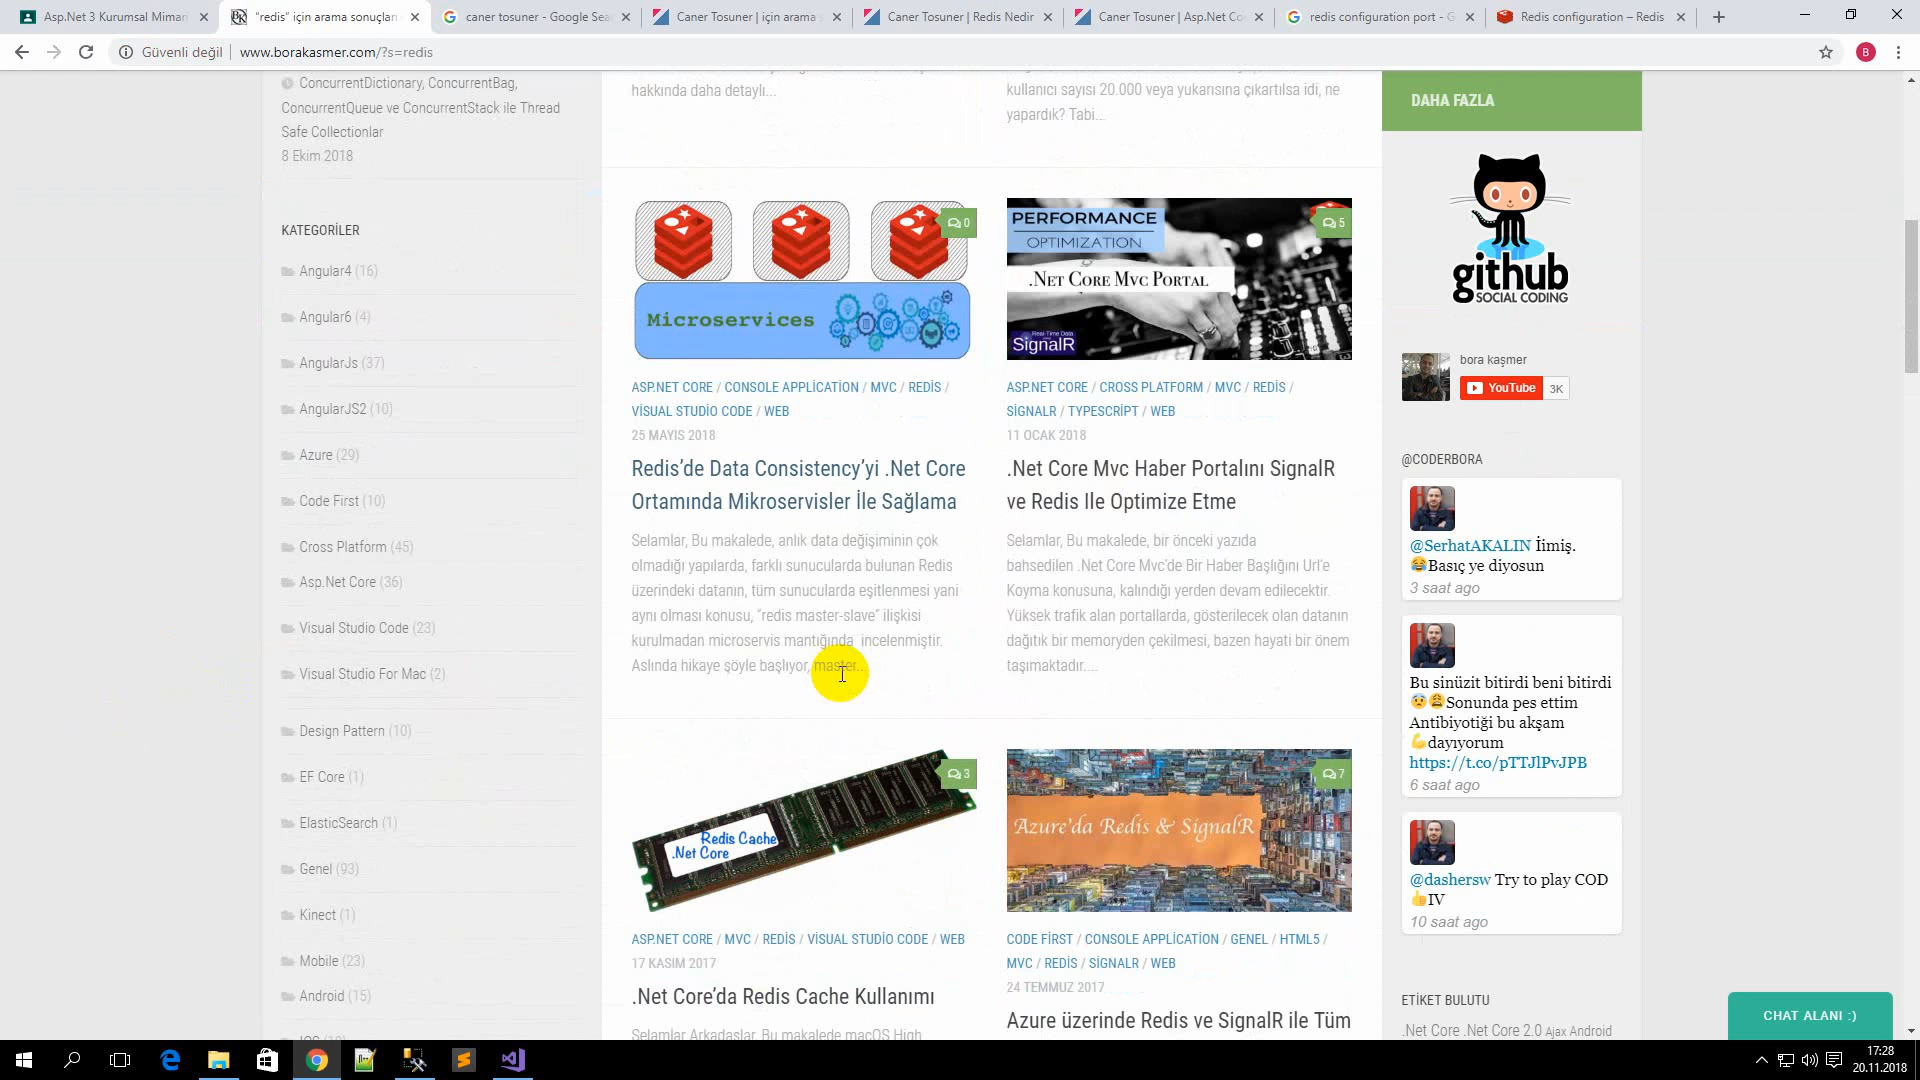 Asp.Net 3 Kurumsal Mimar
"redis" için arama sonuçları
caner tosuner - Google Sea
Caner Tosuner | için arama s
Caner Tosuner | Redis Nedir
Caner Tosuner | Asp.Net Co
redis configuration port - G
Redis configuration – Redis
Güvenli değil
www.borakasmer.com/?s=redis
B
ConcurrentDictionary, ConcurrentBag,
ConcurrentQueue ve ConcurrentStack ile Thread
Safe Collectionlar
8 Ekim 2018
KATEGORİLER
Angular4 (16)
Angular6 (4)
AngularJs (37)
AngularJS2 (10)
Azure (29)
Code First (10)
Cross Platform (45)
Asp.Net Core (36)
Visual Studio Code (23)
Visual Studio For Mac (2)
Design Pattern (10)
EF Core (1)
ElasticSearch (1)
Genel (93)
Kinect (1)
Mobile (23)
Android (15)
hakkında daha detaylı...
kullanıcı sayısı 20.000 veya yukarısına çıkartılsa idi, ne
yapardık? Tabi...
0
Microservices
ASP.NET CORE / CONSOLE APPLİCATİON / MVC / REDİS /
VİSUAL STUDİO CODE / WEB
25 MAYIS 2018
Redis'de Data Consistency'yi .Net Core
Ortamında Mikroservisler İle Sağlama
Selamlar, Bu makalede, anlık data değişiminin çok
olmadığı yapılarda, farklı sunucularda bulunan Redis
üzerindeki datanın, tüm sunucularda eşitlenmesi yani
aynı olması konusu, "redis master-slave" ilişkisi
kurulmadan microservis mantığında incelenmiştir.
Aslında hikaye şöyle başlıyor, master...
5
PERFORMANCE
OPTIMIZATION
.Net Core Mvc Portal
Real-Time Data
SignalR
ASP.NET CORE / CROSS PLATFORM / MVC / REDİS /
SİGNALR / TYPESCRİPT / WEB
11 OCAK 2018
.Net Core Mvc Haber Portalını SignalR
ve Redis Ile Optimize Etme
Selamlar, Bu makalede, bir önceki yazıda
bahsedilen .Net Core Mvc'de Bir Haber Başlığını Url'e
Koyma konusuna, kalındığı yerden devam edilecektir.
Yüksek trafik alan portallarda, gösterilecek olan datanın
dağıtık bir memoryden çekilmesi, bazen hayati bir önem
taşımaktadır....
3
Redis Cache
.Net Core
ASP.NET CORE / MVC / REDİS / VİSUAL STUDİO CODE / WEB
17 KASIM 2017
.Net Core'da Redis Cache Kullanımı
Selamlar Arkadaşlar, Bu makalede macOS High
7
Azure'da Redis & SignalR
CODE FİRST / CONSOLE APPLİCATİON / GENEL / HTML5 /
MVC / REDİS / SİGNALR / WEB
24 TEMMUZ 2017
Azure üzerinde Redis ve SignalR ile Tüm
DAHA FAZLA
github
SOCIAL CODING
bora kaşmer
YouTube 3K
@CODERBORA
@SerhatAKALIN İimiş.
😂Basıç ye diyosun
3 saat ago
Bu sinüzit bitirdi beni bitirdi
😨😩Sonunda pes ettim
Antibiyotiği bu akşam
💪dayıyorum
https://t.co/pTTJlPvJPB
6 saat ago
@dashersw Try to play COD
👍IV
10 saat ago
ETİKET BULUTU
.Net Core .Net Core 2.0 Ajax Android
CHAT ALANI :)
17:28
20.11.2018